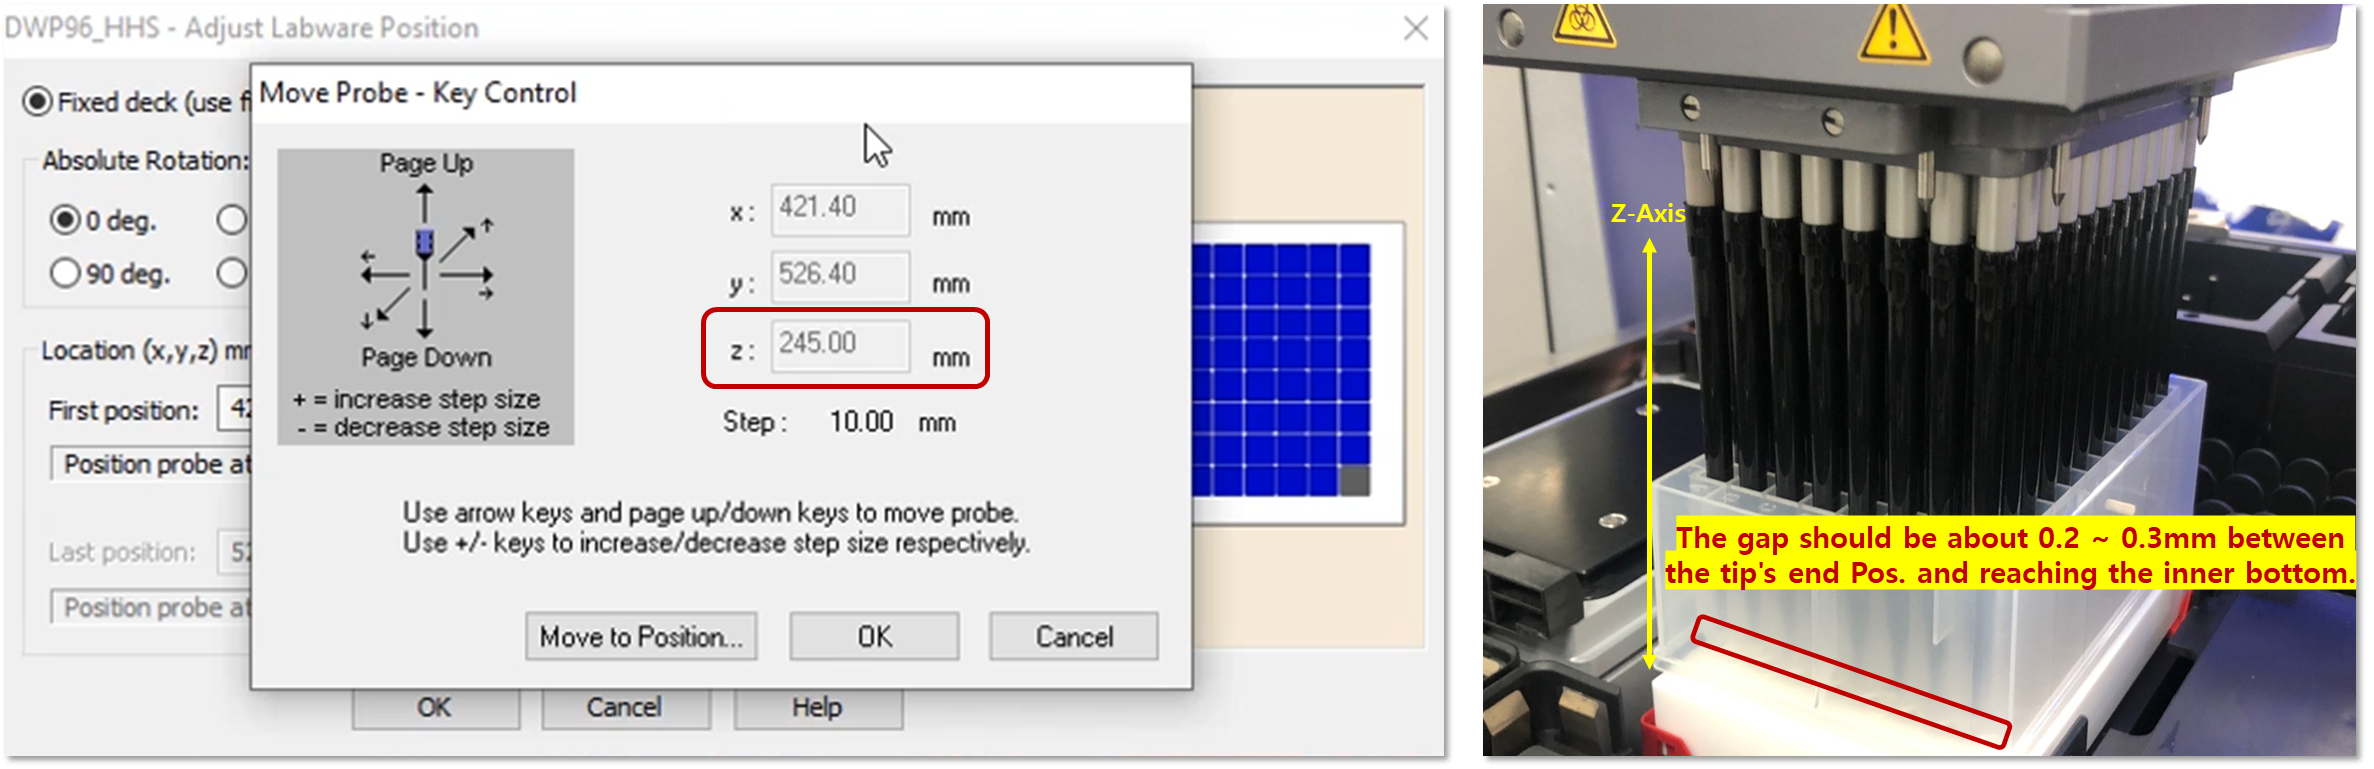 DWP96_HHS - Adjust Labware Position
Fixed deck (use f
Absolute Rotation:
0 deg.
90 deg.
Location (x,y,z) mr
First position: 42
Position probe at
Last position: 52
Position probe at
OK Cancel Help
Move Probe - Key Control
Page Up
Page Down
+ = increase step size
- = decrease step size
x: 421.40 mm
y: 526.40 mm
z: 245.00 mm
Step: 10.00 mm
Use arrow keys and page up/down keys to move probe.
Use +/- keys to increase/decrease step size respectively.
Move to Position... OK Cancel
Z-Axis
The gap should be about 0.2 ~ 0.3mm between
the tip's end Pos. and reaching the inner bottom.